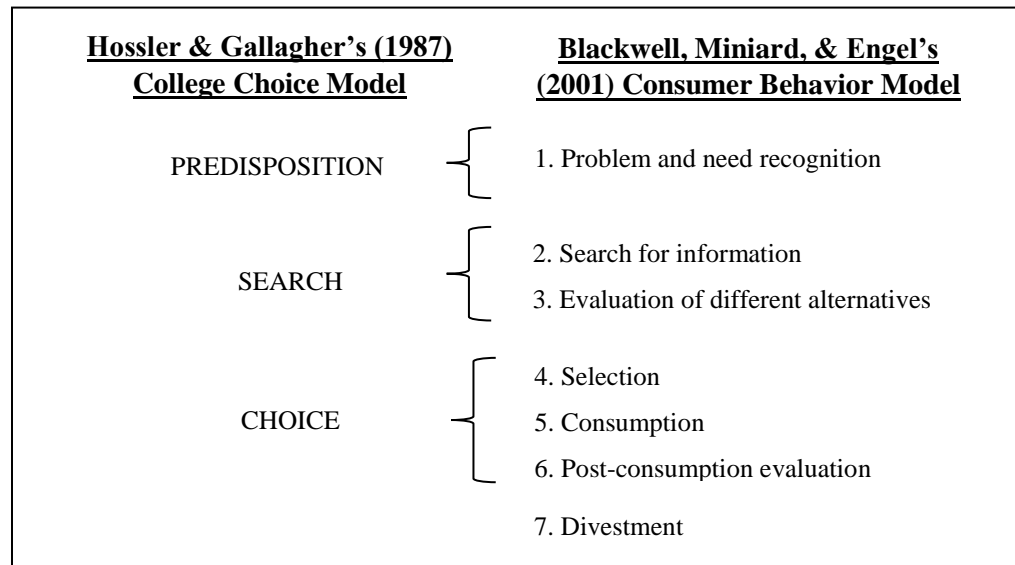 Hossler & Gallagher's (1987)
College Choice Model
Blackwell, Miniard, & Engel's
(2001) Consumer Behavior Model
PREDISPOSITION
1. Problem and need recognition
SEARCH
2. Search for information
3. Evaluation of different alternatives
CHOICE
4. Selection
5. Consumption
6. Post-consumption evaluation
7. Divestment